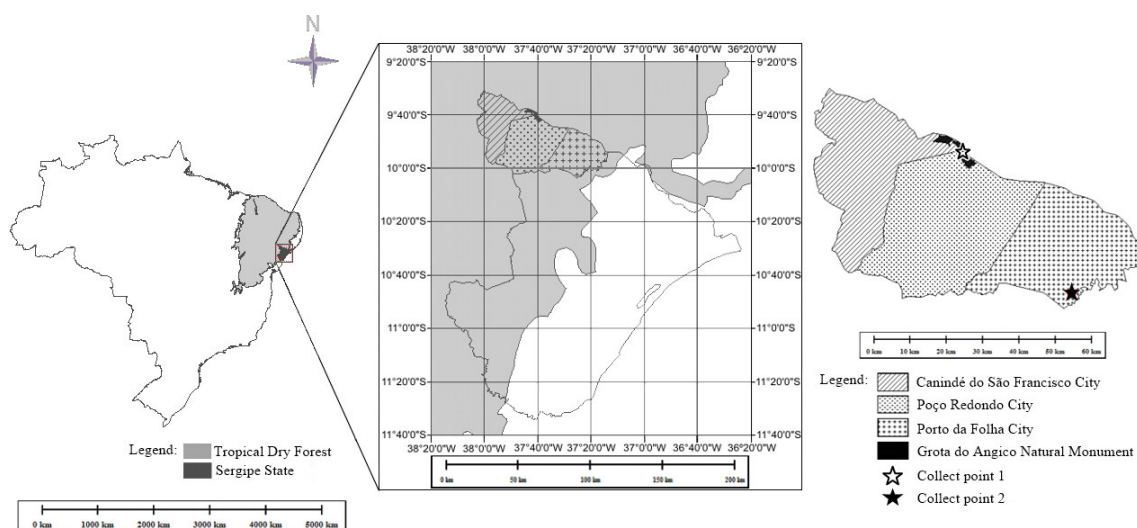 N
38°20'0"W 38°0'0"W 37°40'0"W 37°20'0"W 37°0'0"W 36°40'0"W 36°20'0"W
9°20'0"S 9°20'0"S
9°40'0"S 9°40'0"S
10°0'0"S 10°0'0"S
10°20'0"S 10°20'0"S
10°40'0"S 10°40'0"S
11°0'0"S 11°0'0"S
11°20'0"S 11°20'0"S
11°40'0"S 11°40'0"S
38°20'0"W 38°0'0"W 37°40'0"W 37°20'0"W 37°0'0"W 36°40'0"W 36°20'0"W
0 km 50 km 100 km 150 km 200 km
Legend: Tropical Dry Forest
Sergipe State
0 km 1000 km 2000 km 3000 km 4000 km 5000 km
0 km 10 km 20 km 30 km 40 km 50 km 60 km
Legend: Canindé do São Francisco City
Poço Redondo City
Porto da Folha City
Grota do Angico Natural Monument
Collect point 1
Collect point 2